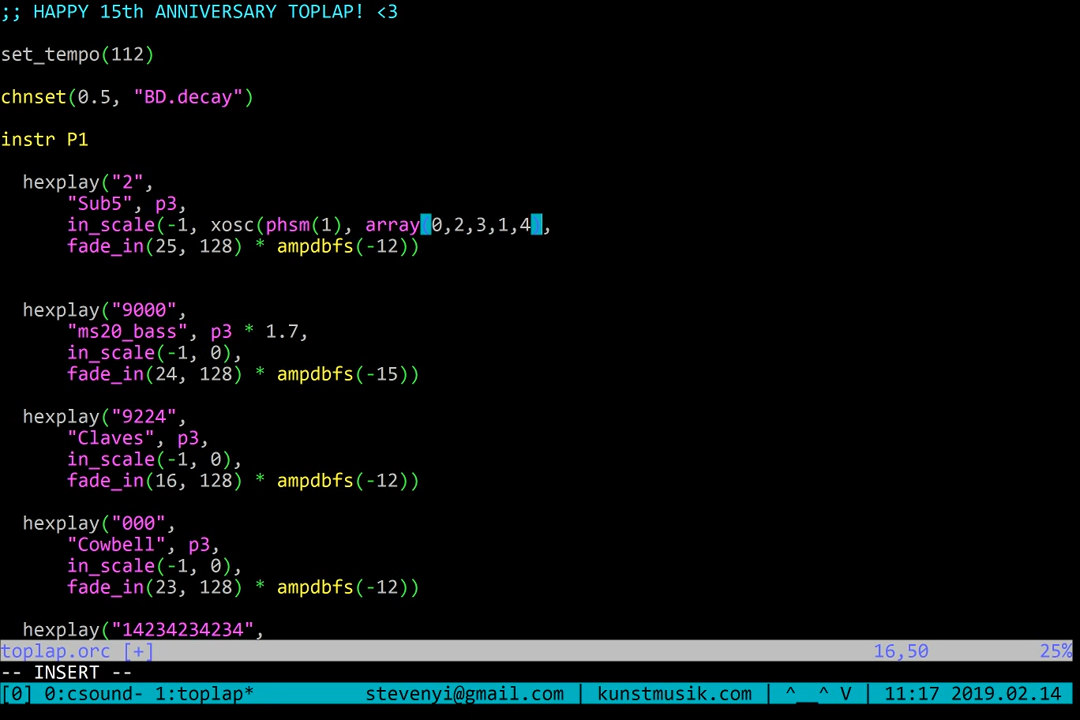 ;; HAPPY 15th ANNIVERSARY TOPLAP! <3
set_tempo(112)
chnset(0.5, "BD.decay")
instr P1
hexplay("2",
"Sub5", p3,
in_scale(-1, xosc(phsm(1), array(0,2,3,1,4),
fade_in(25, 128) * ampdbfs(-12))
hexplay("9000",
"ms20_bass", p3 * 1.7,
in_scale(-1, 0),
fade_in(24, 128) * ampdbfs(-15))
hexplay("9224",
"Claves", p3,
in_scale(-1, 0),
fade_in(16, 128) * ampdbfs(-12))
hexplay("000",
"Cowbell", p3,
in_scale(-1, 0),
fade_in(23, 128) * ampdbfs(-12))
hexplay("14234234234",
toplap.orc [+] 16,50 25%
-- INSERT --
[0] 0:csound- 1:toplap* stevenyi@gmail.com | kunstmusik.com | ^__^ V | 11:17 2019.02.14